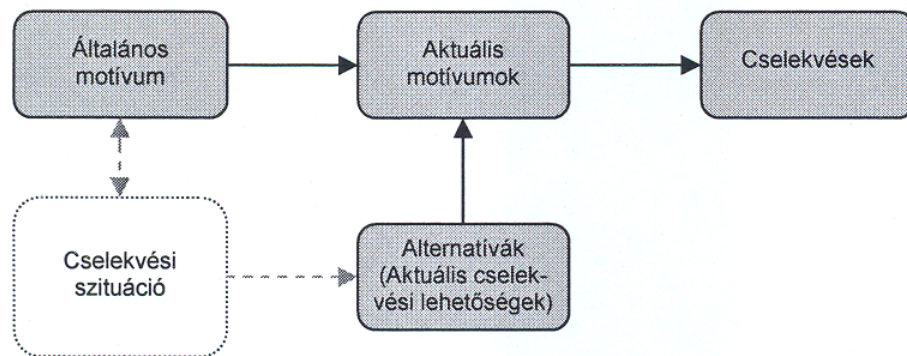 Általános
motívum
Aktuális
motívumok
Cselekvések
Cselekvési
szituáció
Alternatívák
(Aktuális cselek-
vési lehetőségek)